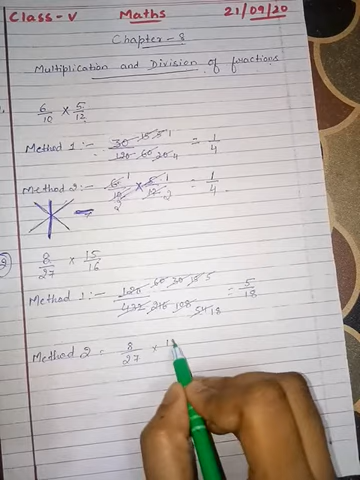 Class-V Maths 21/09/20
Chapter-8
Multiplication and Division of fractions
6/10 × 5/12
Method 1:- 30/120 15/60 5/20 1/4 = 1/4
Method 2:- 6/10 1/2 × 5/12 1/2 = 1/4
8/27 × 15/16
Method 1:- 120/432 60/216 30/108 15/54 5/18 = 5/18
Method 2 = 8/27 × 1